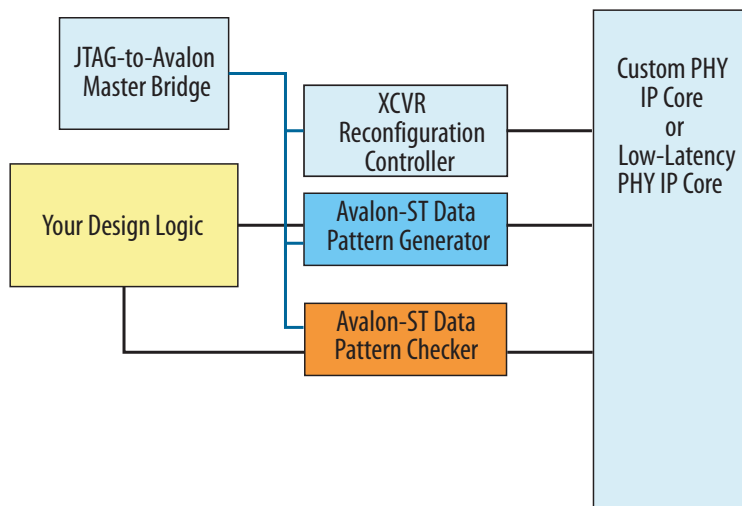 JTAG-to-Avalon
Master Bridge
XCVR
Reconfiguration
Controller
Custom PHY
IP Core
or
Low-Latency
PHY IP Core
Your Design Logic
Avalon-ST Data
Pattern Generator
Avalon-ST Data
Pattern Checker